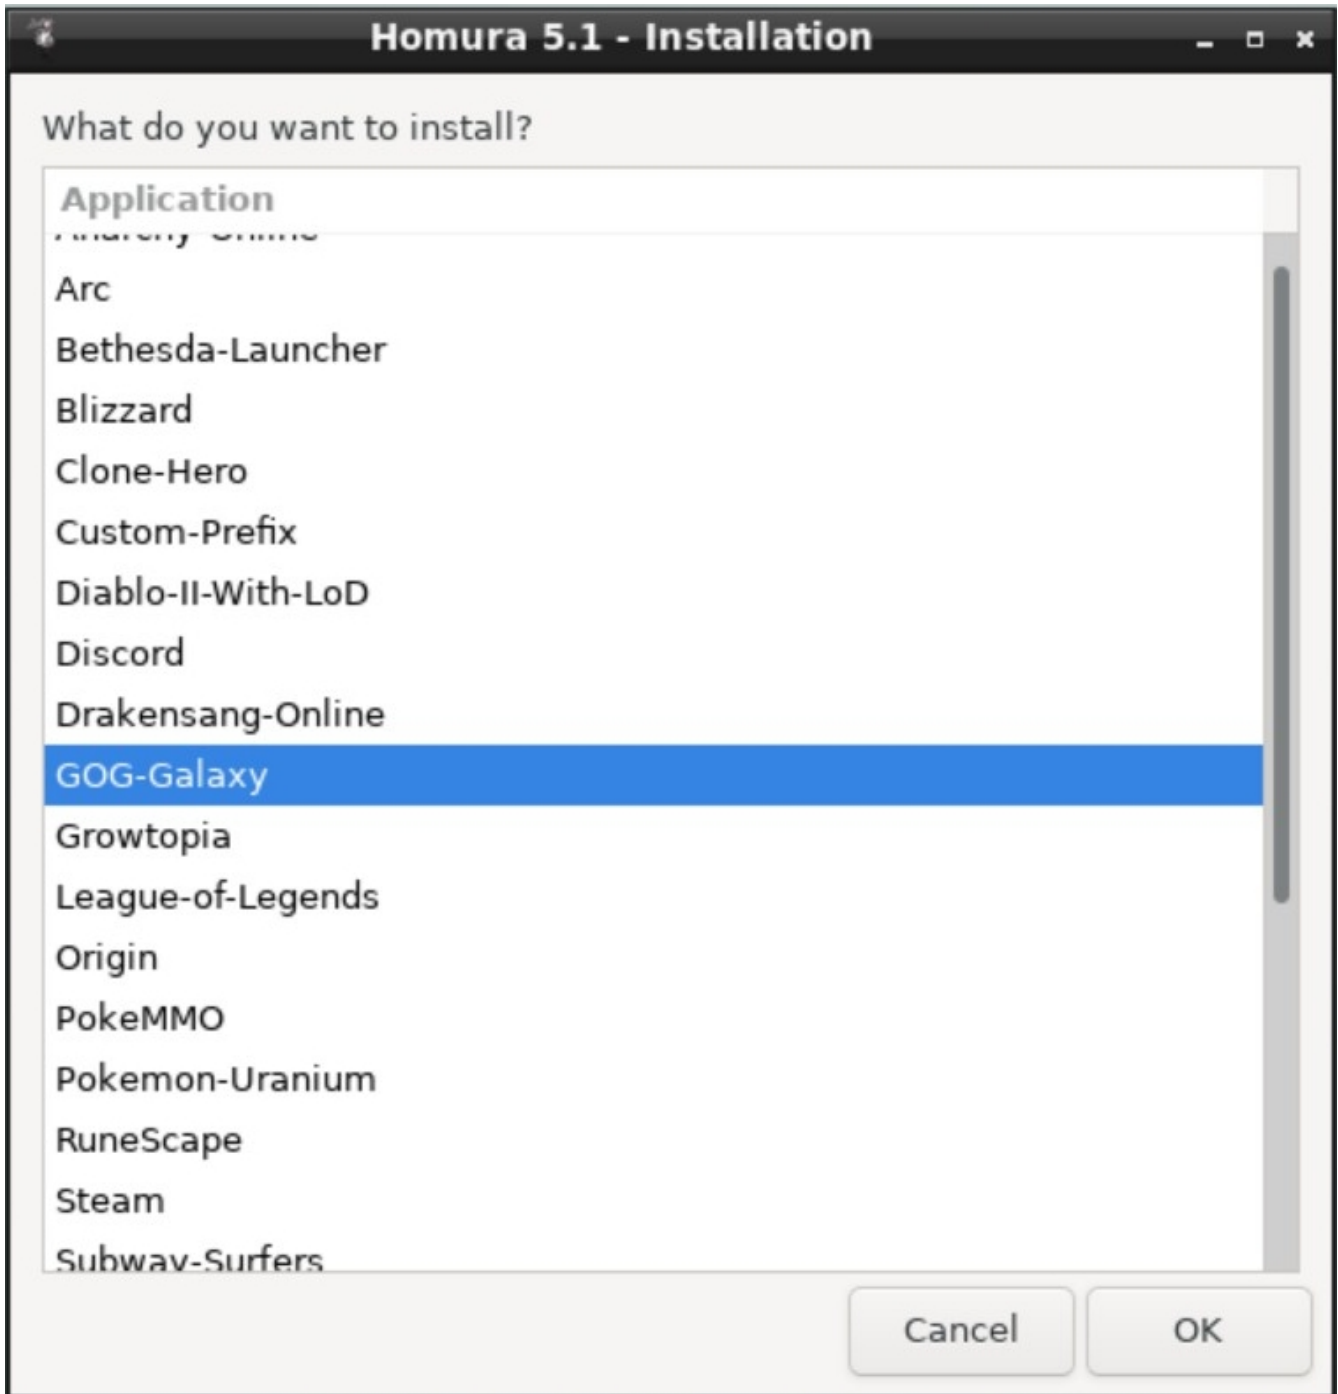 Homura 5.1 - Installation
What do you want to install?
Application
Anarchy-Online
Arc
Bethesda-Launcher
Blizzard
Clone-Hero
Custom-Prefix
Diablo-II-With-LoD
Discord
Drakensang-Online
GOG-Galaxy
Growtopia
League-of-Legends
Origin
PokeMMO
Pokemon-Uranium
RuneScape
Steam
Subway-Surfers
Cancel OK